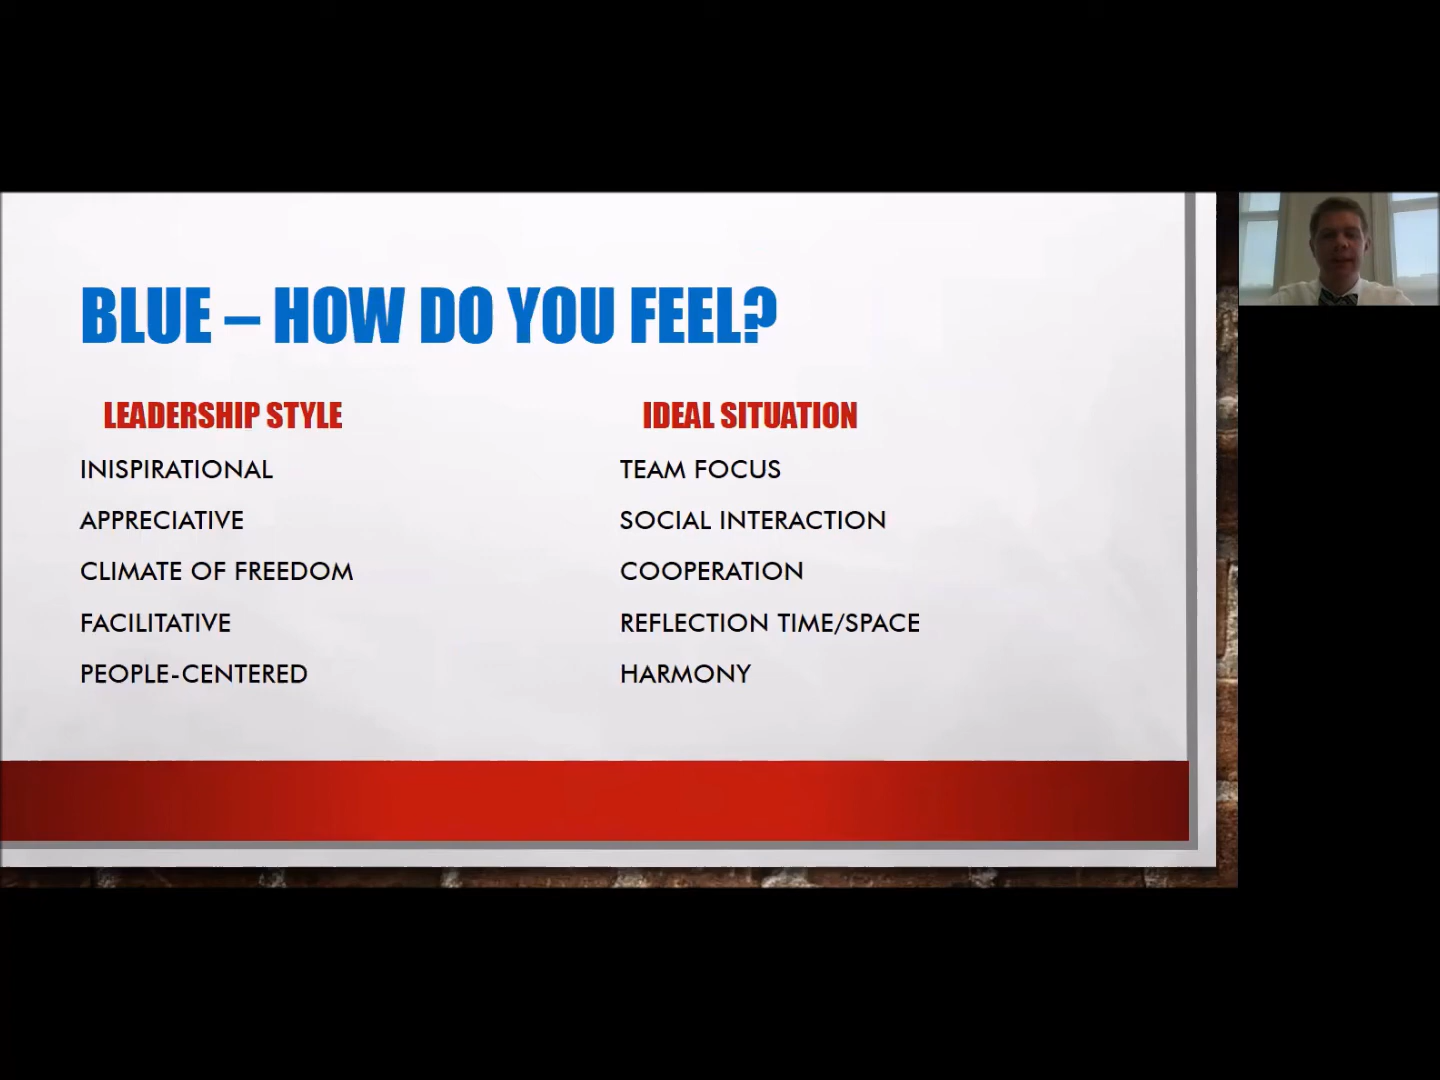 BLUE – HOW DO YOU FEEL?
LEADERSHIP STYLE
INISPIRATIONAL
APPRECIATIVE
CLIMATE OF FREEDOM
FACILITATIVE
PEOPLE-CENTERED
IDEAL SITUATION
TEAM FOCUS
SOCIAL INTERACTION
COOPERATION
REFLECTION TIME/SPACE
HARMONY